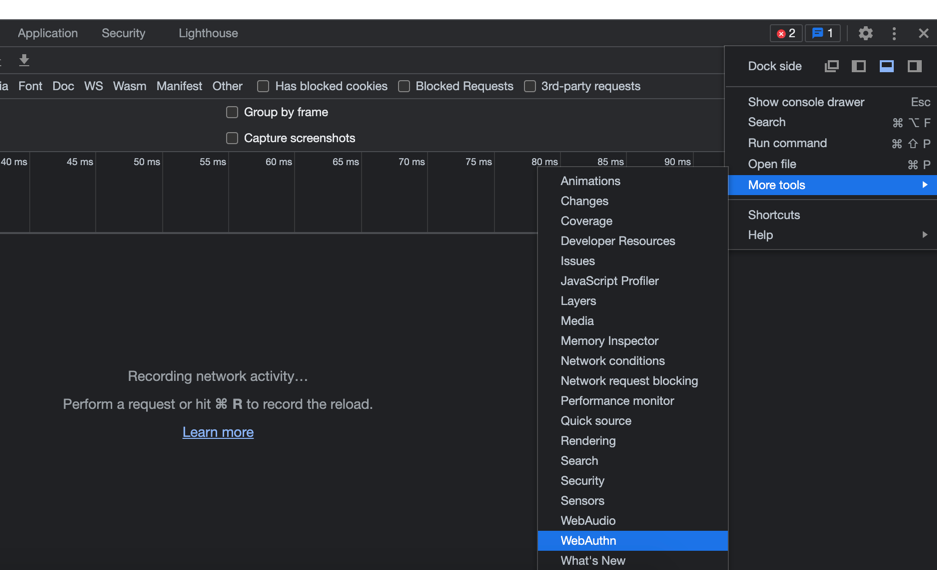 Application Security Lighthouse 2 1
Dock side
ia Font Doc WS Wasm Manifest Other Has blocked cookies Blocked Requests 3rd-party requests
Group by frame
Capture screenshots
40 ms 45 ms 50 ms 55 ms 60 ms 65 ms 70 ms 75 ms 80 ms 85 ms 90 ms
Show console drawer Esc
Search ⌘ ⌥ F
Run command ⌘ ⇧ P
Open file ⌘ P
More tools
Shortcuts
Help
Animations
Changes
Coverage
Developer Resources
Issues
JavaScript Profiler
Layers
Media
Memory Inspector
Network conditions
Network request blocking
Performance monitor
Quick source
Rendering
Search
Security
Sensors
WebAudio
WebAuthn
What's New
Recording network activity…
Perform a request or hit ⌘ R to record the reload.
Learn more